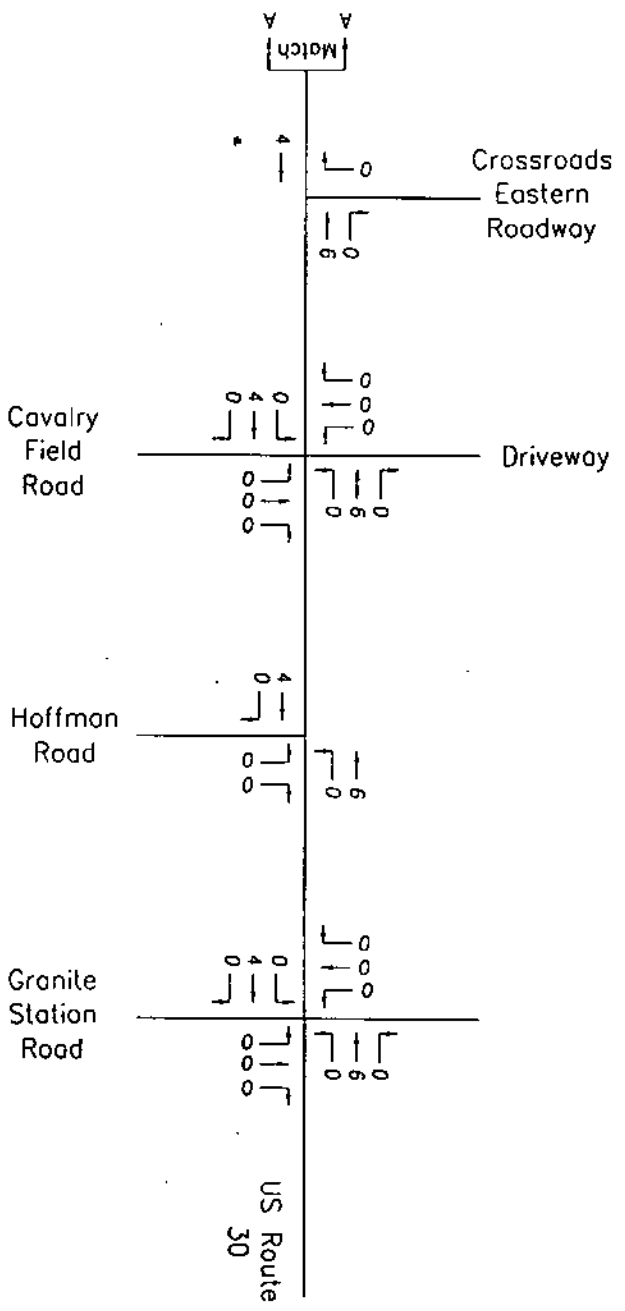 A A
Match
4
0
Crossroads
Eastern
Roadway
6 0
0 4 0
0
0
0
Cavalry
Field
Road
Driveway
0
0
0
0 6 0
0 4
Hoffman
Road
0
0
0 6
0 4 0
0
0
0
Granite
Station
Road
0
0
0
0 6 0
US Route
30